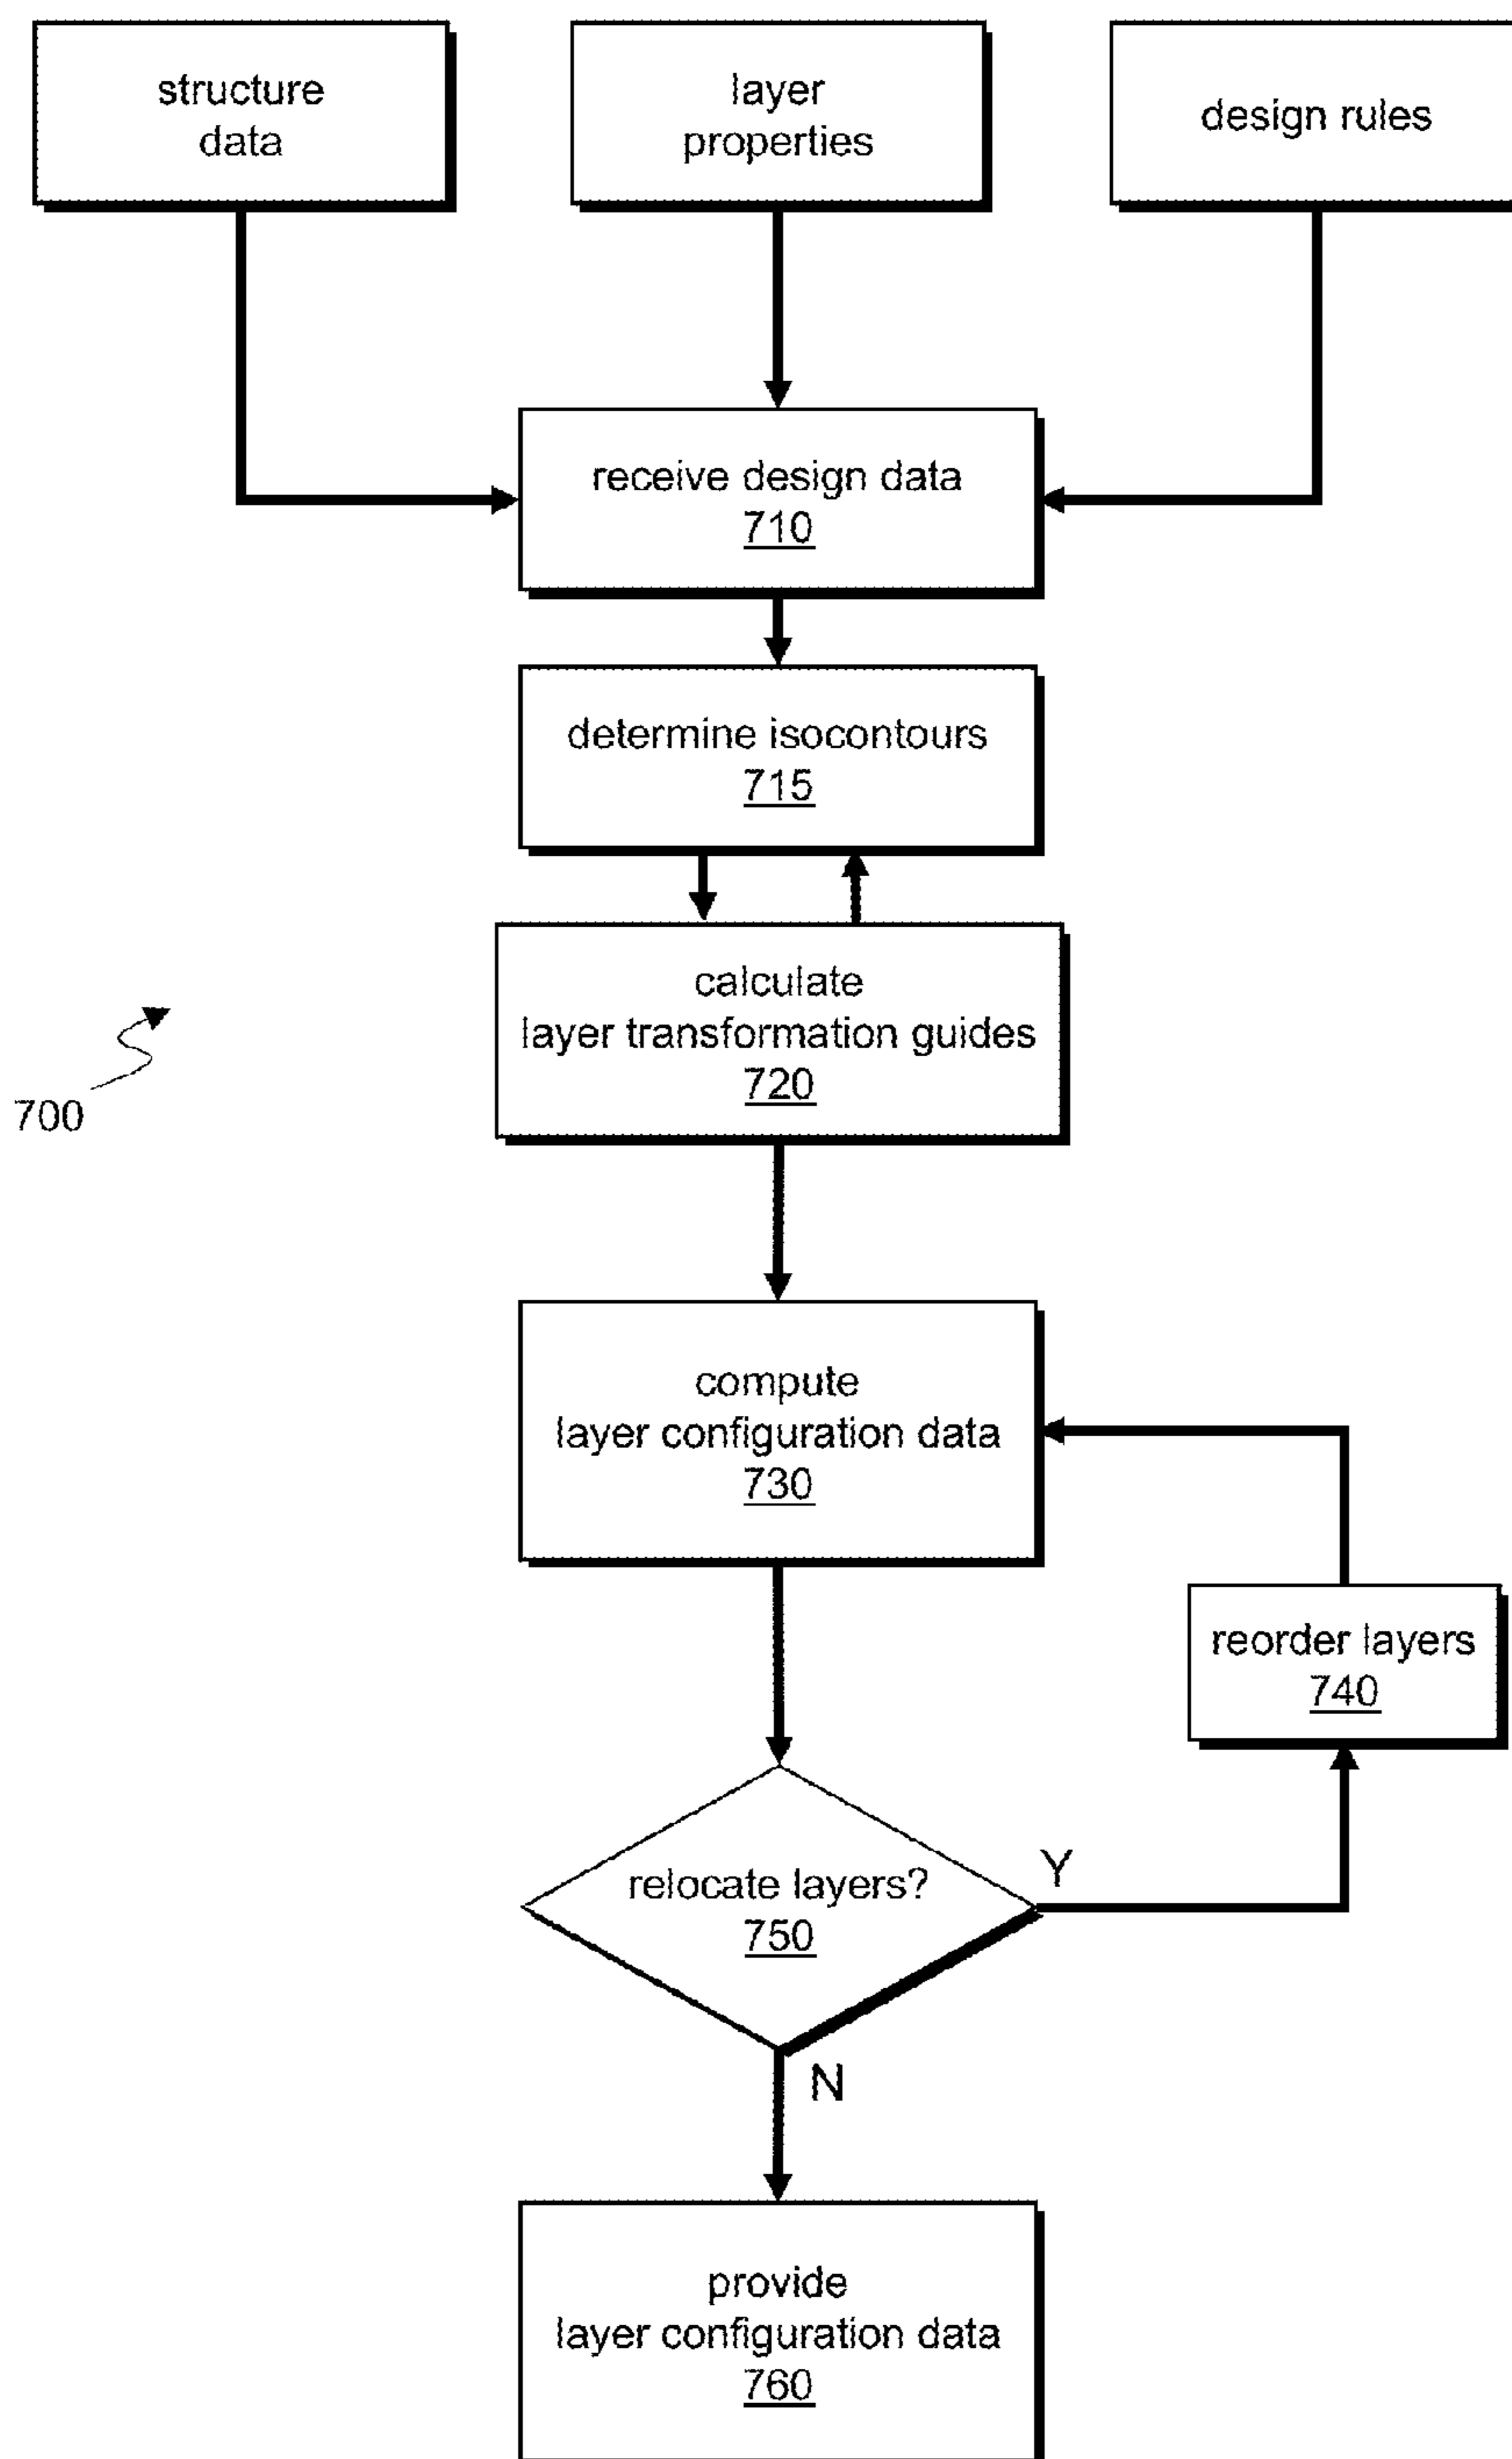 structure
data
layer
properties
design rules
receive design data
710
determine isocontours
715
calculate
layer transformation guides
720
700
compute
layer configuration data
730
reorder layers
740
relocate layers?
750
Y
N
provide
layer configuration data
760